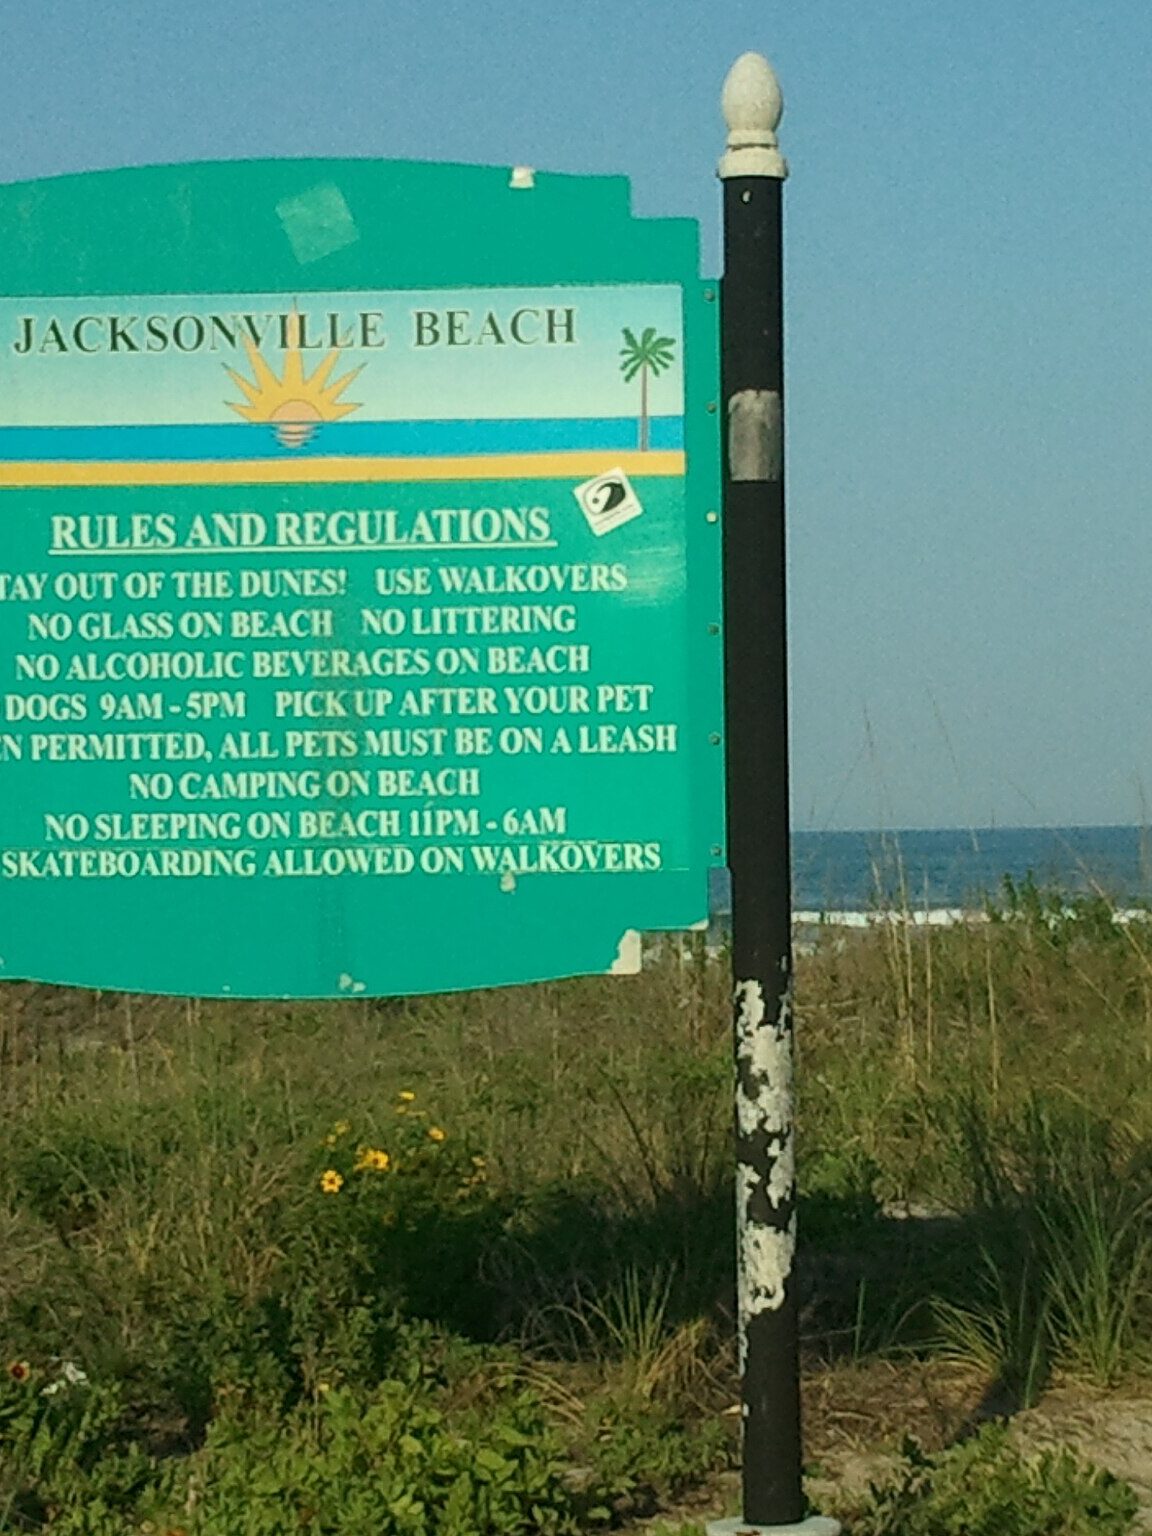 JACKSONVILLE BEACH
RULES AND REGULATIONS
TAY OUT OF THE DUNES! USE WALKOVERS
NO GLASS ON BEACH NO LITTERING
NO ALCOHOLIC BEVERAGES ON BEACH
DOGS 9AM - 5PM PICK UP AFTER YOUR PET
EN PERMITTED, ALL PETS MUST BE ON A LEASH
NO CAMPING ON BEACH
NO SLEEPING ON BEACH 11PM - 6AM
SKATEBOARDING ALLOWED ON WALKOVERS